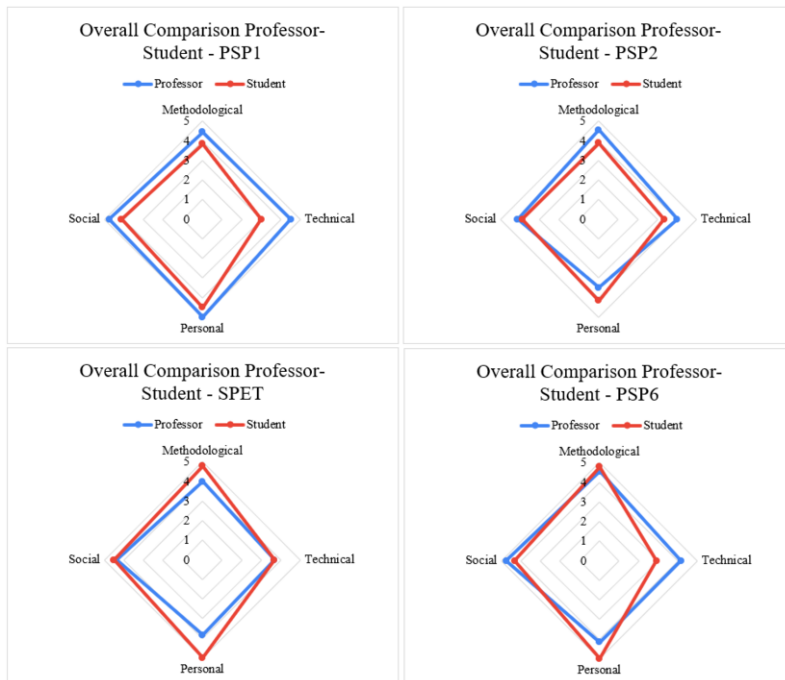 Overall Comparison Professor-
Student - PSP1
Professor Student
Methodological
5
4
3
2
1
0
Social
Technical
Personal
Overall Comparison Professor-
Student - PSP2
Professor Student
Methodological
5
4
3
2
1
0
Social
Technical
Personal
Overall Comparison Professor-
Student - SPET
Professor Student
Methodological
5
4
3
2
1
0
Social
Technical
Personal
Overall Comparison Professor-
Student - PSP6
Professor Student
Methodological
5
4
3
2
1
0
Social
Technical
Personal